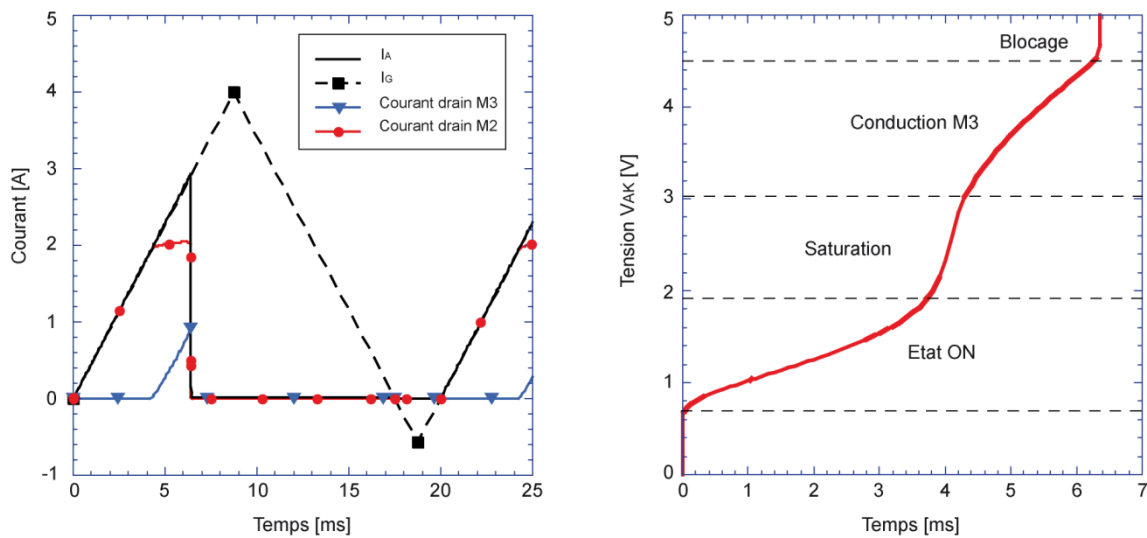 Courant [A]
5
4
3
2
1
0
-1
I_A
I_G
Courant drain M3
Courant drain M2
0 5 10 15 20 25
Temps [ms]
Tension VAK [V]
5
4
3
2
1
0
Blocage
Conduction M3
Saturation
Etat ON
0 1 2 3 4 5 6 7
Temps [ms]